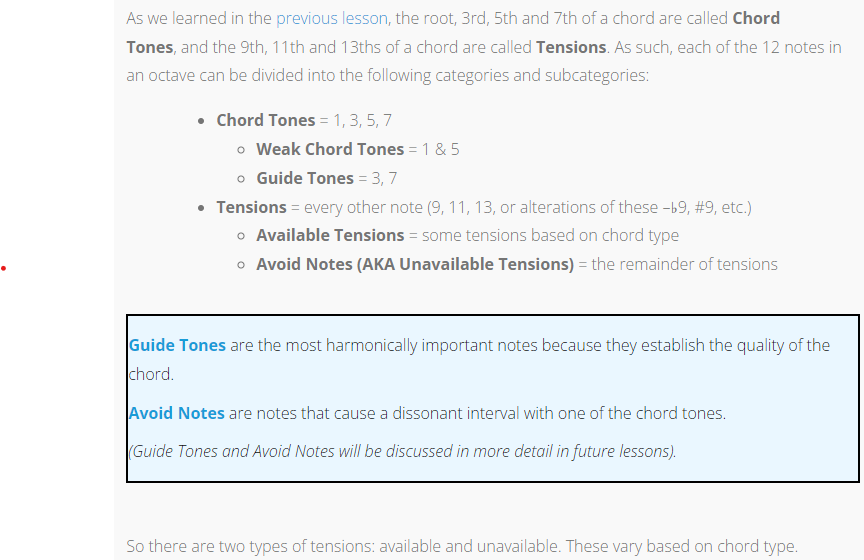 As we learned in the previous lesson, the root, 3rd, 5th and 7th of a chord are called Chord
Tones, and the 9th, 11th and 13ths of a chord are called Tensions. As such, each of the 12 notes in
an octave can be divided into the following categories and subcategories:
• Chord Tones = 1, 3, 5, 7
○ Weak Chord Tones = 1 & 5
○ Guide Tones = 3, 7
• Tensions = every other note (9, 11, 13, or alterations of these –♭9, #9, etc.)
○ Available Tensions = some tensions based on chord type
○ Avoid Notes (AKA Unavailable Tensions) = the remainder of tensions
Guide Tones are the most harmonically important notes because they establish the quality of the
chord.
Avoid Notes are notes that cause a dissonant interval with one of the chord tones.
(Guide Tones and Avoid Notes will be discussed in more detail in future lessons).
So there are two types of tensions: available and unavailable. These vary based on chord type.